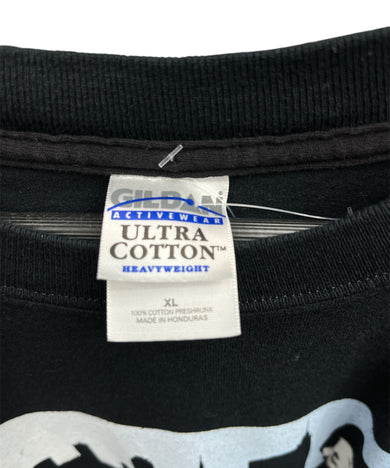 GILDAN
ACTIVEWEAR
ULTRA
COTTON™
HEAVYWEIGHT
XL
100% COTTON PRESHRUNK
MADE IN HONDURAS